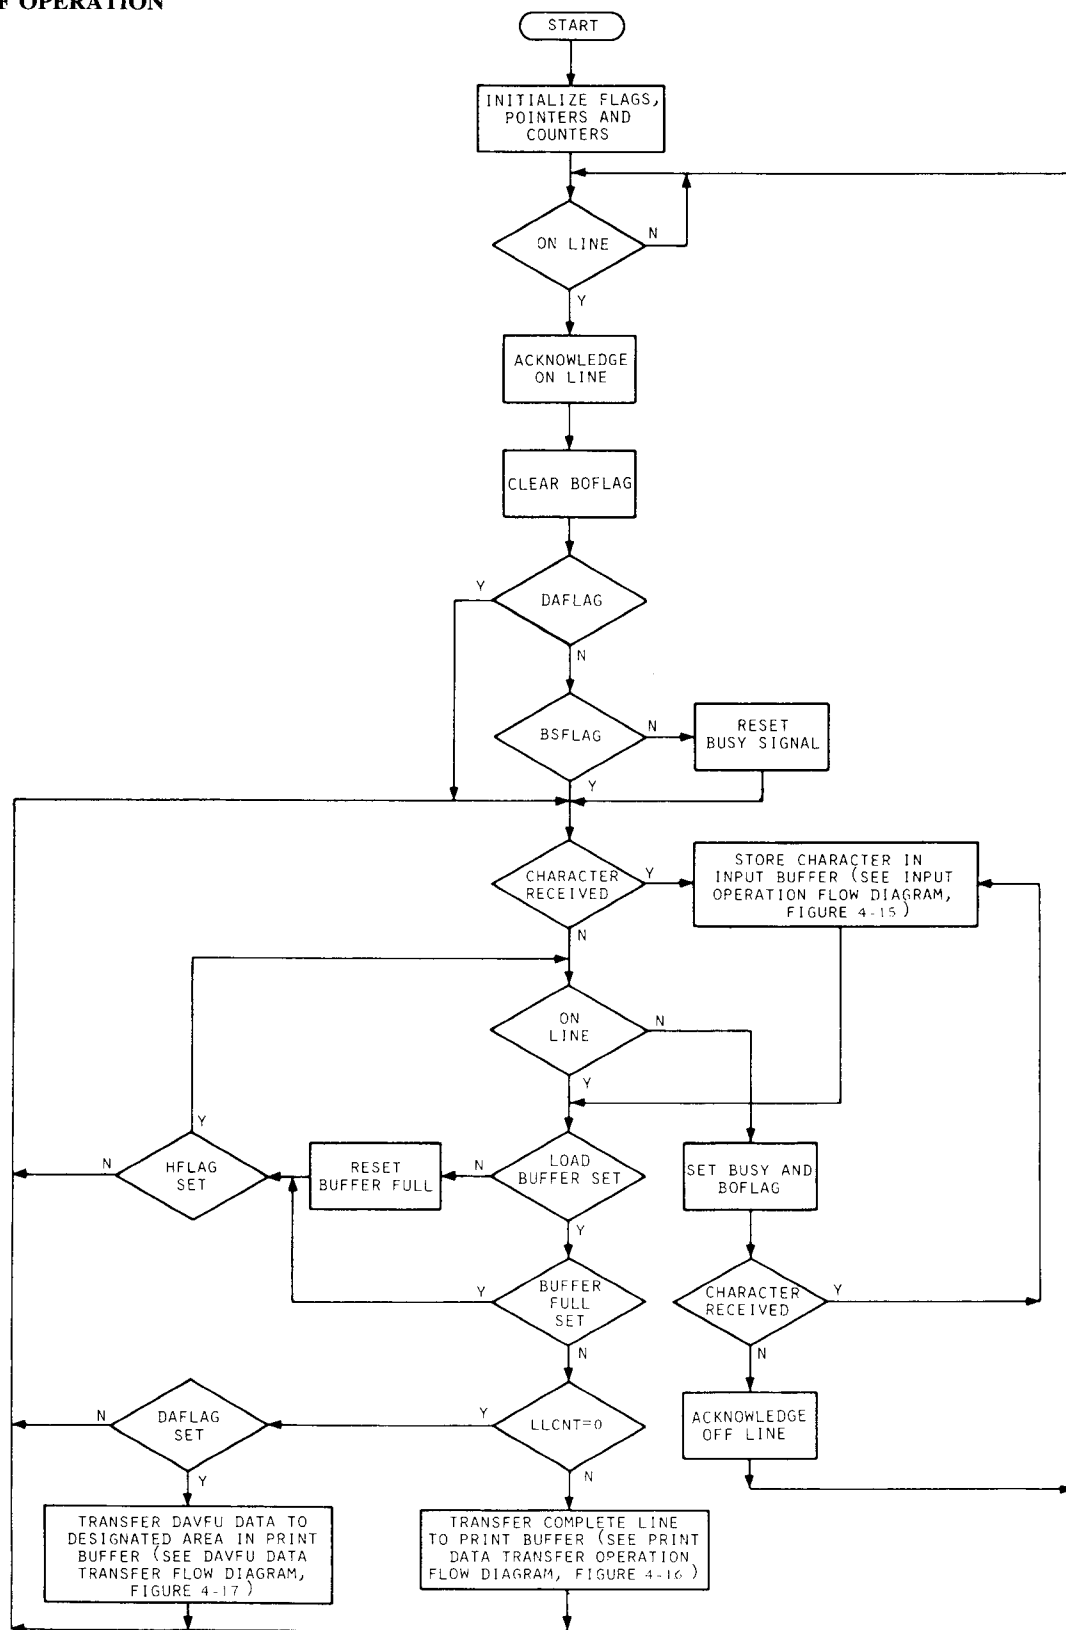 F OPERATION
START
INITIALIZE FLAGS,
POINTERS AND
COUNTERS
ON LINE
N
Y
ACKNOWLEDGE
ON LINE
CLEAR BOFLAG
Y
DAFLAG
N
BSFLAG
N
RESET
BUSY SIGNAL
Y
CHARACTER
RECEIVED
Y
STORE CHARACTER IN
INPUT BUFFER (SEE INPUT
OPERATION FLOW DIAGRAM,
FIGURE 4-15)
N
ON
LINE
N
Y
Y
N
HFLAG
SET
RESET
BUFFER FULL
N
LOAD
BUFFER SET
SET BUSY AND
BOFLAG
Y
Y
BUFFER
FULL
SET
CHARACTER
RECEIVED
Y
N
N
N
DAFLAG
SET
Y
LLCNT=0
ACKNOWLEDGE
OFF LINE
Y
N
TRANSFER DAVFU DATA TO
DESIGNATED AREA IN PRINT
BUFFER (SEE DAVFU DATA
TRANSFER FLOW DIAGRAM,
FIGURE 4-17)
TRANSFER COMPLETE LINE
TO PRINT BUFFER (SEE PRINT
DATA TRANSFER OPERATION
FLOW DIAGRAM, FIGURE 4-16)